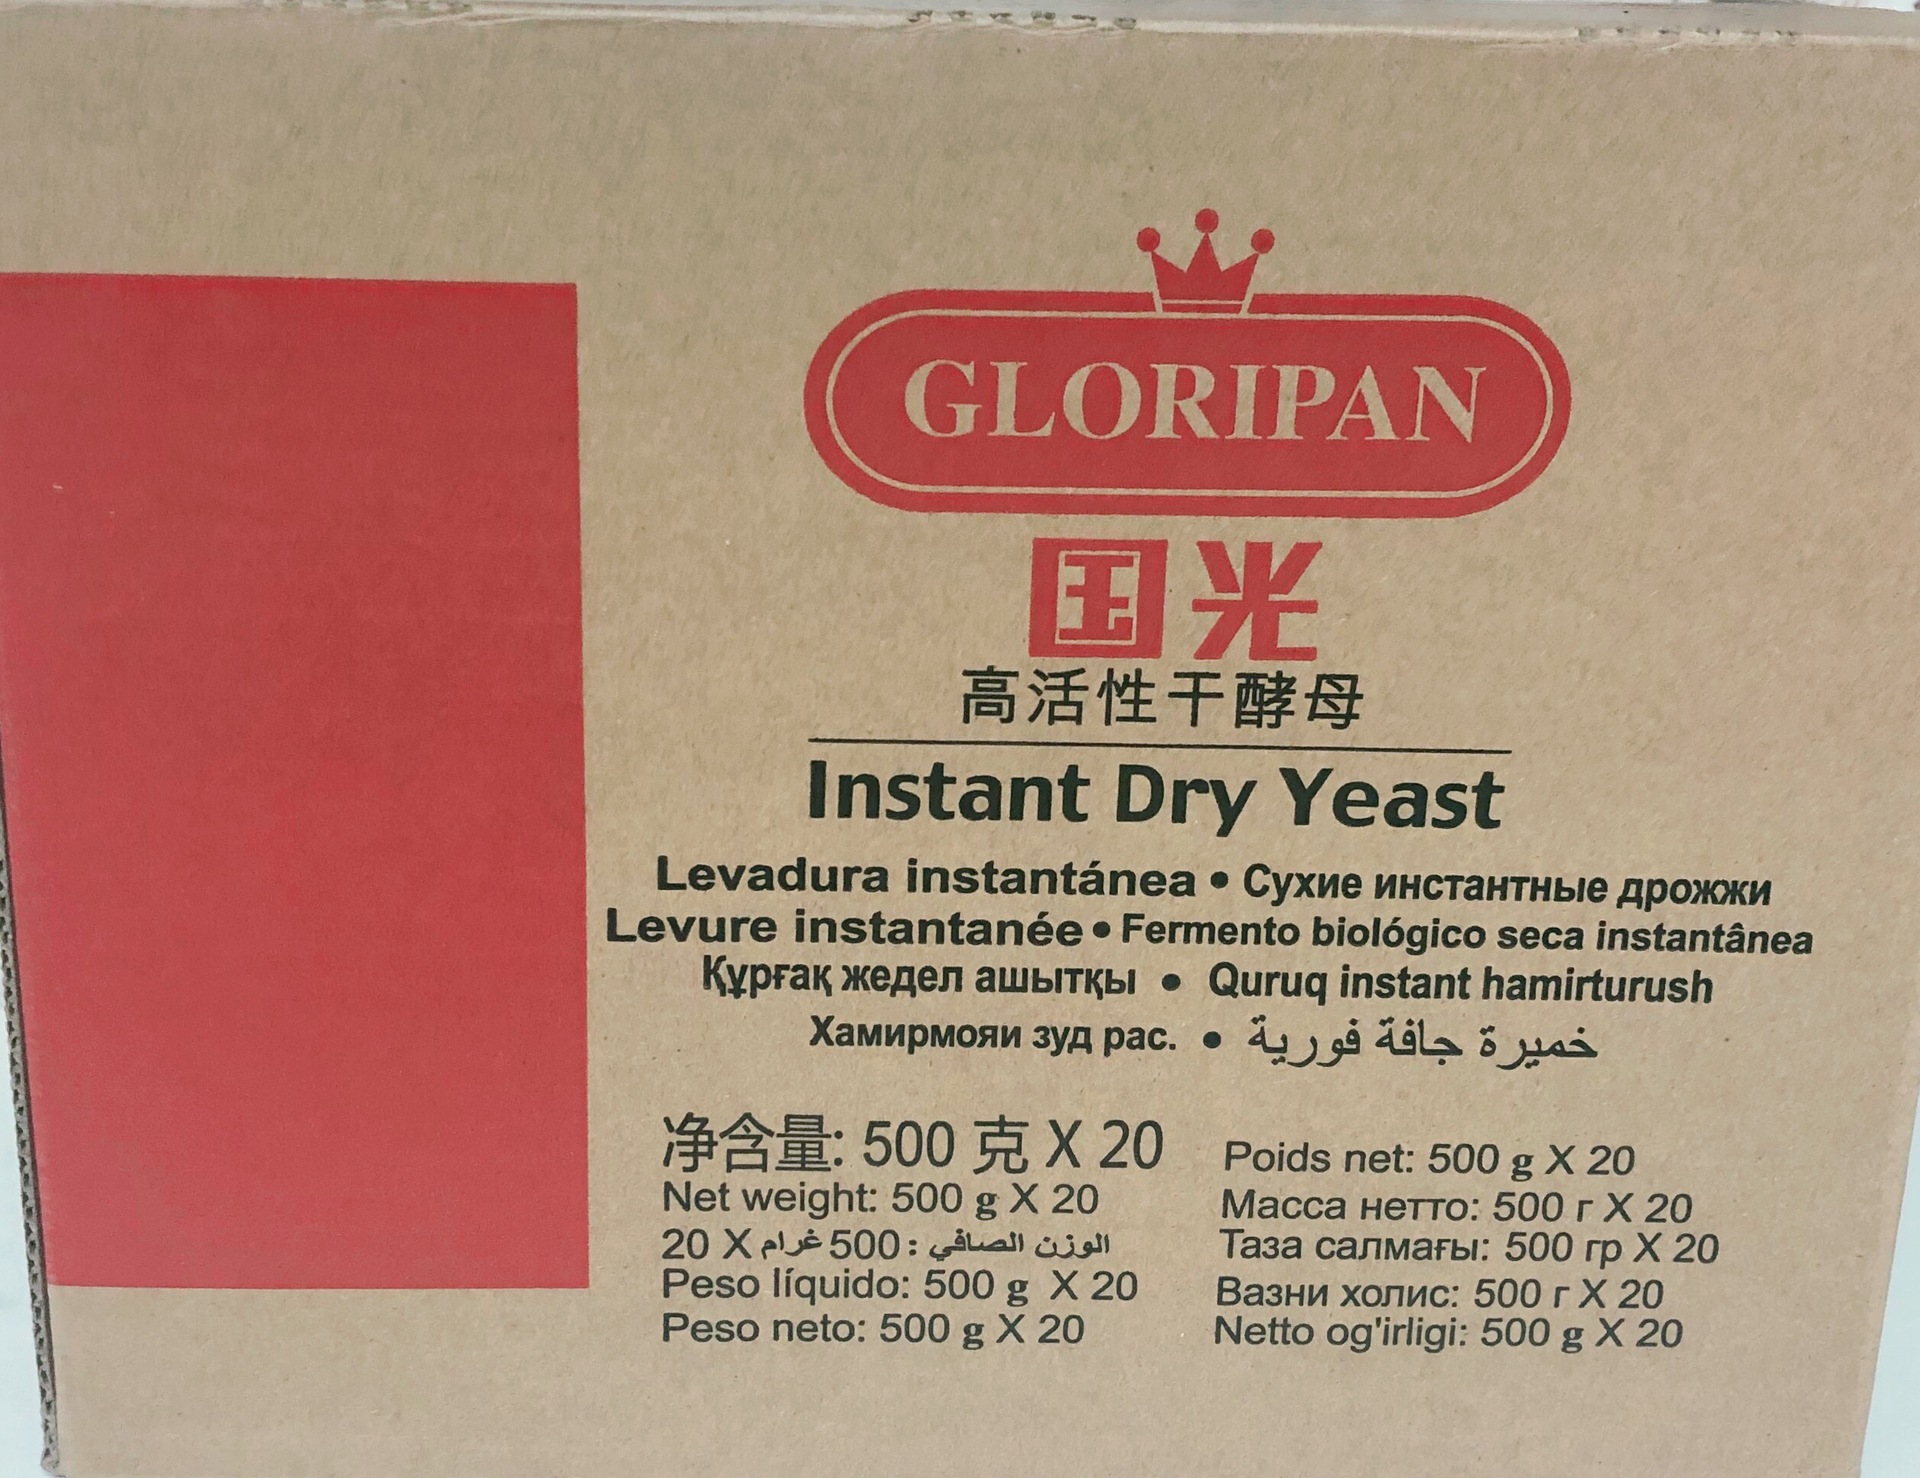 GLORIPAN
国光
高活性干酵母
Instant Dry Yeast
Levadura instantánea • Сухие инстантные дрожжи
Levure instantanée • Fermento biológico seca instantânea
Құрғақ жедел ашытқы • Quruq instant hamirturush
Хамирмояи зуд рас. • خميرة جافة فورية
净含量: 500 克 X 20
Net weight: 500 g X 20
الوزن الصافي : 500 غرام X 20
Peso líquido: 500 g X 20
Peso neto: 500 g X 20
Poids net: 500 g X 20
Масса нетто: 500 г X 20
Таза салмағы: 500 гр X 20
Вазни холис: 500 г X 20
Netto og'irligi: 500 g X 20